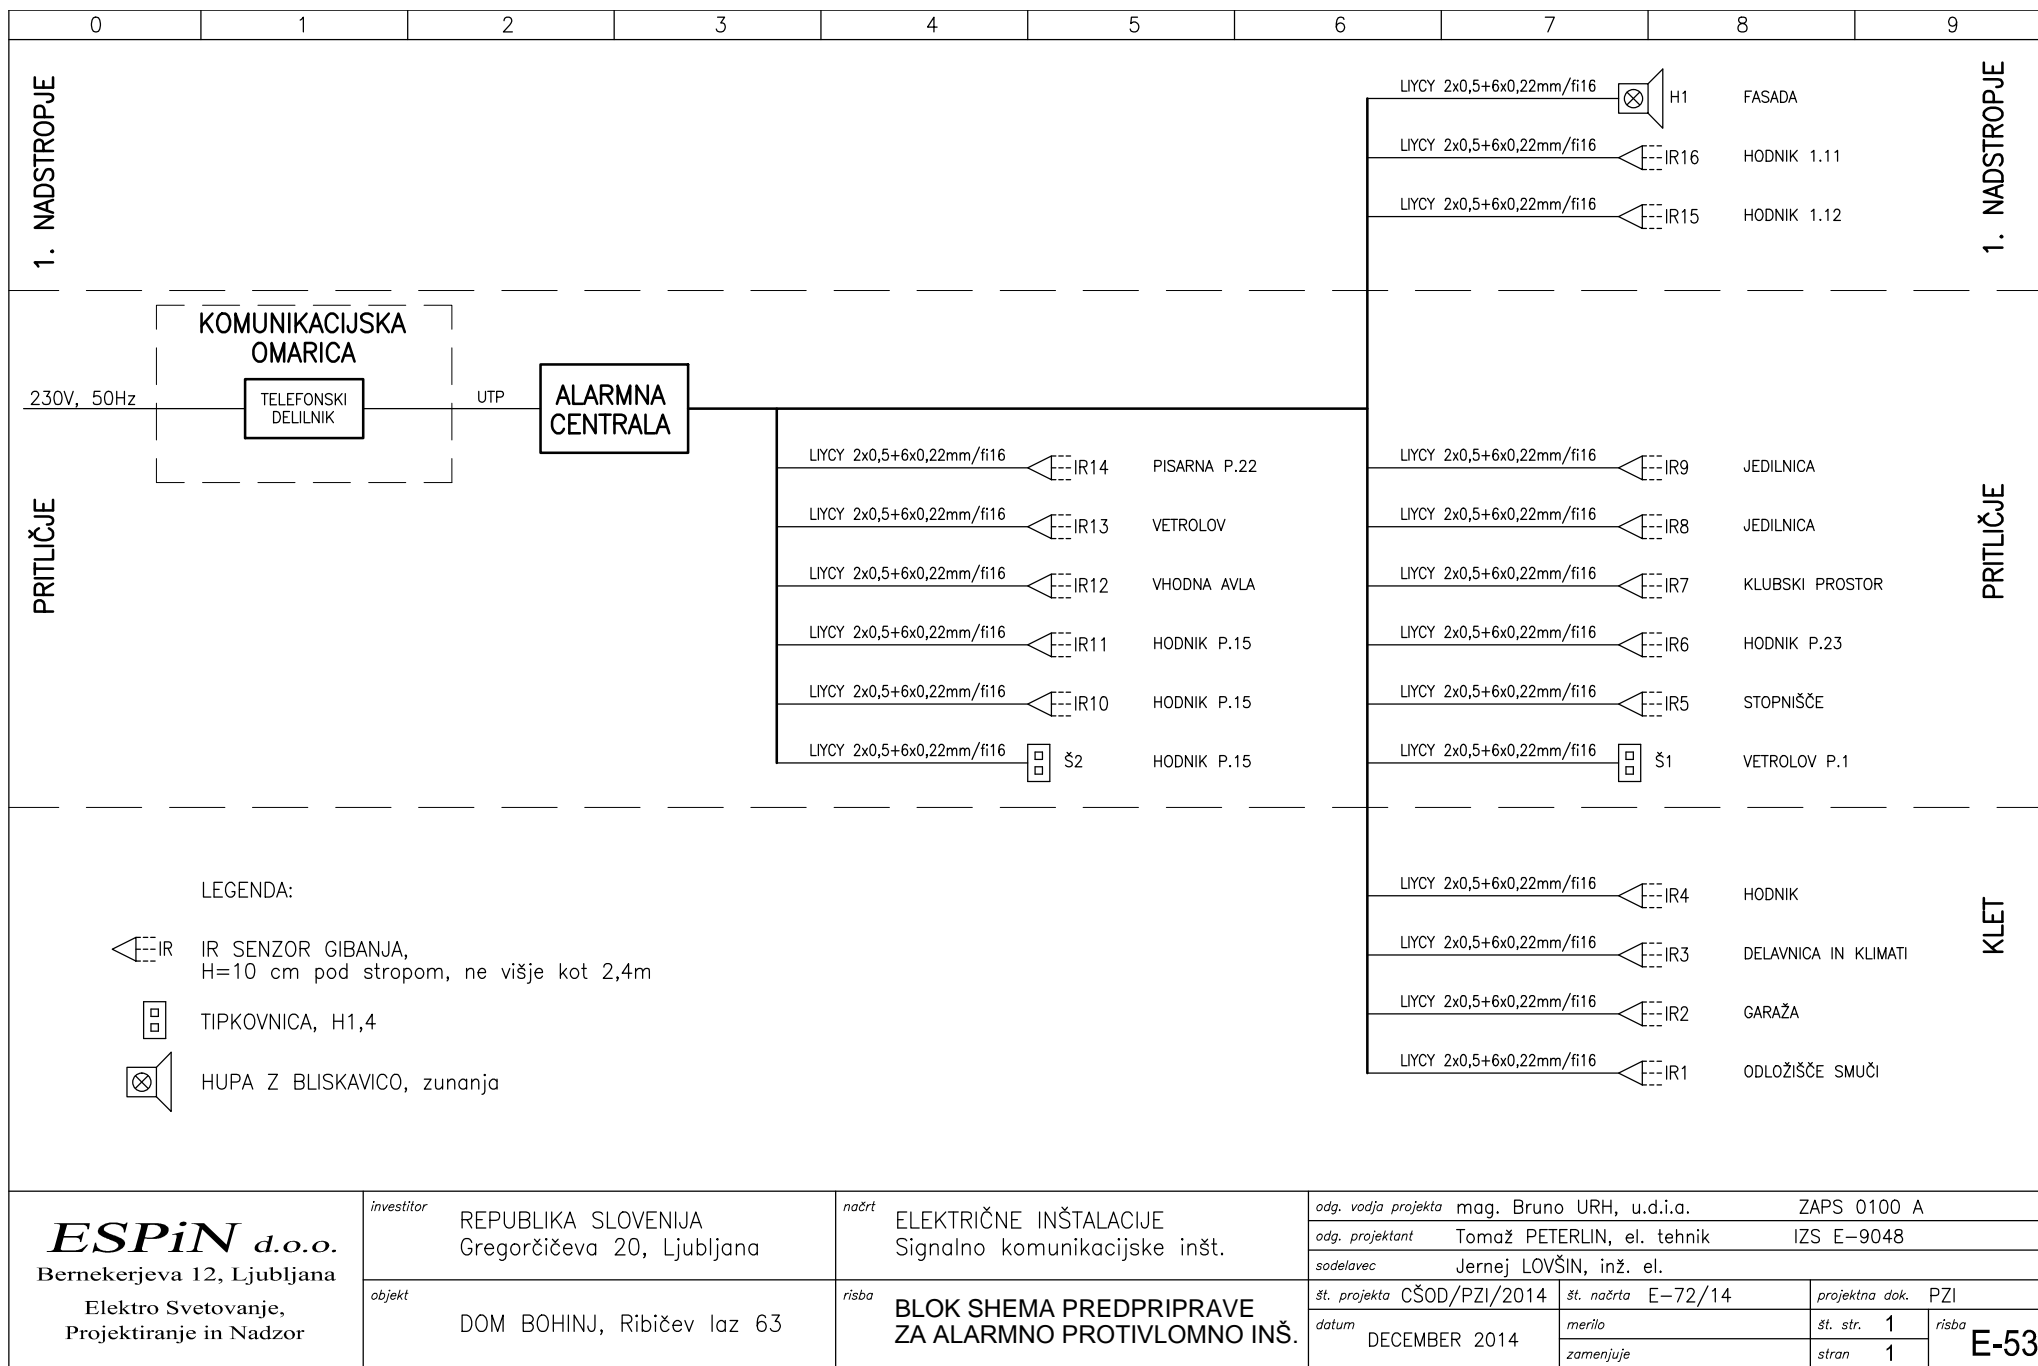 0 1 2 3 4 5 6 7 8 9
1. NADSTROPJE
1. NADSTROPJE
LIYCY 2x0,5+6x0,22mm/fi16 H1 FASADA
LIYCY 2x0,5+6x0,22mm/fi16 IR16 HODNIK 1.11
LIYCY 2x0,5+6x0,22mm/fi16 IR15 HODNIK 1.12
PRITLIČJE
PRITLIČJE
KOMUNIKACIJSKA
OMARICA
230V, 50Hz
TELEFONSKI
DELILNIK
UTP
ALARMNA
CENTRALA
LIYCY 2x0,5+6x0,22mm/fi16 IR14 PISARNA P.22
LIYCY 2x0,5+6x0,22mm/fi16 IR13 VETROLOV
LIYCY 2x0,5+6x0,22mm/fi16 IR12 VHODNA AVLA
LIYCY 2x0,5+6x0,22mm/fi16 IR11 HODNIK P.15
LIYCY 2x0,5+6x0,22mm/fi16 IR10 HODNIK P.15
LIYCY 2x0,5+6x0,22mm/fi16 Š2 HODNIK P.15
LIYCY 2x0,5+6x0,22mm/fi16 IR9 JEDILNICA
LIYCY 2x0,5+6x0,22mm/fi16 IR8 JEDILNICA
LIYCY 2x0,5+6x0,22mm/fi16 IR7 KLUBSKI PROSTOR
LIYCY 2x0,5+6x0,22mm/fi16 IR6 HODNIK P.23
LIYCY 2x0,5+6x0,22mm/fi16 IR5 STOPNIŠČE
LIYCY 2x0,5+6x0,22mm/fi16 Š1 VETROLOV P.1
KLET
LIYCY 2x0,5+6x0,22mm/fi16 IR4 HODNIK
LIYCY 2x0,5+6x0,22mm/fi16 IR3 DELAVNICA IN KLIMATI
LIYCY 2x0,5+6x0,22mm/fi16 IR2 GARAŽA
LIYCY 2x0,5+6x0,22mm/fi16 IR1 ODLOŽIŠČE SMUČI
LEGENDA:
IR IR SENZOR GIBANJA,
H=10 cm pod stropom, ne višje kot 2,4m
TIPKOVNICA, H1,4
HUPA Z BLISKAVICO, zunanja
ESPiN d.o.o.
Bernekerjeva 12, Ljubljana
Elektro Svetovanje,
Projektiranje in Nadzor
investitor
REPUBLIKA SLOVENIJA
Gregorčičeva 20, Ljubljana
objekt
DOM BOHINJ, Ribičev laz 63
načrt
ELEKTRIČNE INŠTALACIJE
Signalno komunikacijske inšt.
risba
BLOK SHEMA PREDPRIPRAVE
ZA ALARMNO PROTIVLOMNO INŠ.
odg. vodja projekta mag. Bruno URH, u.d.i.a. ZAPS 0100 A
odg. projektant Tomaž PETERLIN, el. tehnik IZS E-9048
sodelavec Jernej LOVŠIN, inž. el.
št. projekta CŠOD/PZI/2014 št. načrta E-72/14 projektna dok. PZI
datum DECEMBER 2014
merilo
zamenjuje
št. str. 1
stran 1
risba E-53